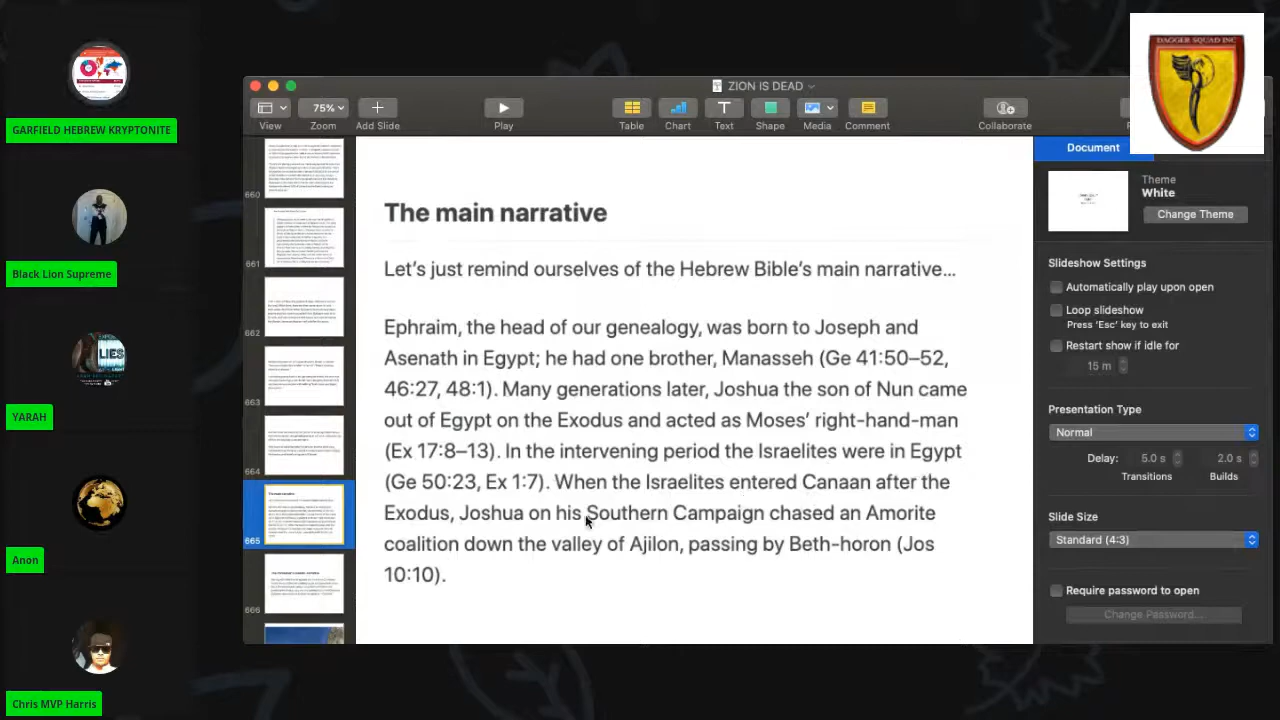 GARFIELD HEBREW KRYPTONITE
Black Lion Supreme
LIES
YARAH
Anon
Chris MVP Harris
DAGGER SQUAD INC
ZION IS DEAD
75%
View
Zoom
Add Slide
Play
Table
Chart
Text
Shape
Media
Comment
Collaborate
660
661
662
663
664
665
666
The main narrative
Let's just remind ourselves of the Hebrew Bible's main narrative...
Ephraim, the head of our genealogy, was born to Joseph and
Asenath in Egypt; he had one brother, Manasseh (Ge 41:50–52,
46:27, 48:1). Many generations later, Joshua the son of Nun came
out of Egypt on the Exodus and acted as Moses' right-hand-man
(Ex 17:8–13). In the intervening period the Israelites were in Egypt
(Ge 50:23, Ex 1:7). When the Israelites entered Canaan after the
Exodus, Joshua of southern Canaan chased an Amorite
coalition down the valley of Ajilon, passing by Beth-horon (Jos
10:10).
Document
Theme
White
Change Theme
Slideshow Settings
Automatically play upon open
Loop slideshow
Press 'Esc' key to exit
Restart show if idle for
15 m
Presentation Type
Normal
Delay: 5.0 s 2.0 s
Transitions Builds
Slide Size
Standard (4:3)
Require password to open
Change Password...